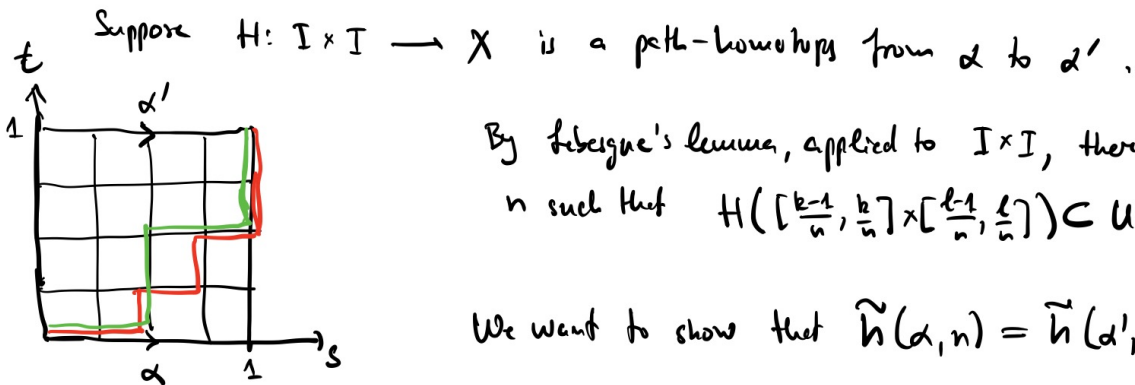 Suppose H: I × I ⟶ X is a path-homotopy from α to α'.
t
α'
1
By Lebesgue's lemma, applied to I×I, there
n such that H([k-1/n, k/n]×[l-1/n, l/n]) ⊂ U
We want to show that h̃(α,n) = h̃(α',
α
1
s